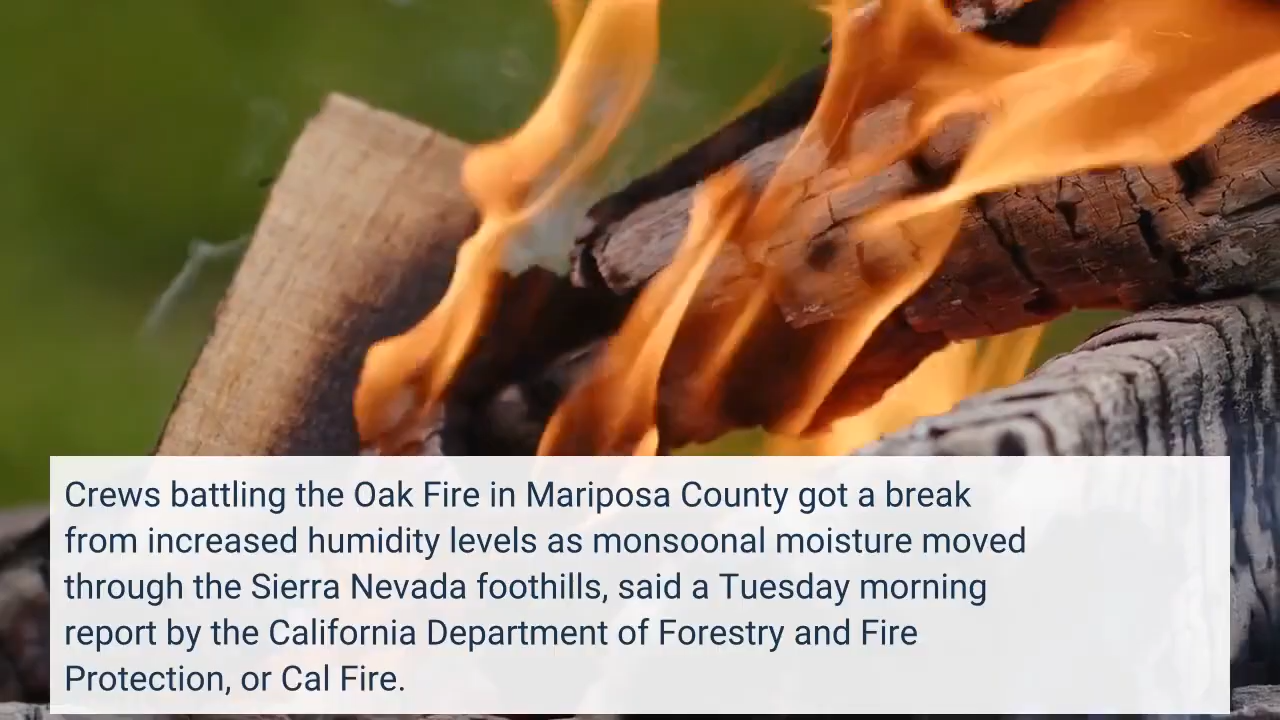 Crews battling the Oak Fire in Mariposa County got a break
from increased humidity levels as monsoonal moisture moved
through the Sierra Nevada foothills, said a Tuesday morning
report by the California Department of Forestry and Fire
Protection, or Cal Fire.